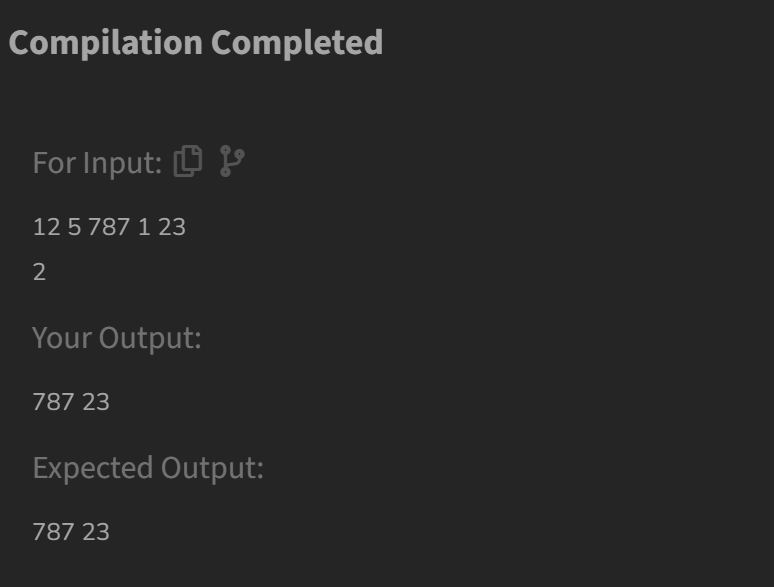 Compilation Completed
For Input:
12 5 787 1 23
2
Your Output:
787 23
Expected Output:
787 23